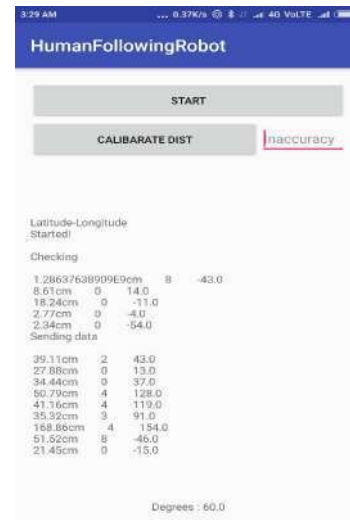 3:29 AM ... 0.37K/s 4G VoLTE
HumanFollowingRobot
START
CALIBARATE DIST Inaccuracy
Latitude-Longitude
Started!
Checking
1.28637638909E9cm 8 -43.0
8.61cm 0 14.0
18.24cm 0 -11.0
2.77cm 0 -4.0
2.34cm 0 -54.0
Sending data
39.11cm 2 43.0
27.88cm 0 13.0
34.44cm 0 37.0
50.79cm 4 128.0
41.16cm 4 119.0
35.32cm 3 91.0
168.86cm 4 154.0
51.52cm 8 -46.0
21.45cm 0 -15.0
Degrees : 60.0